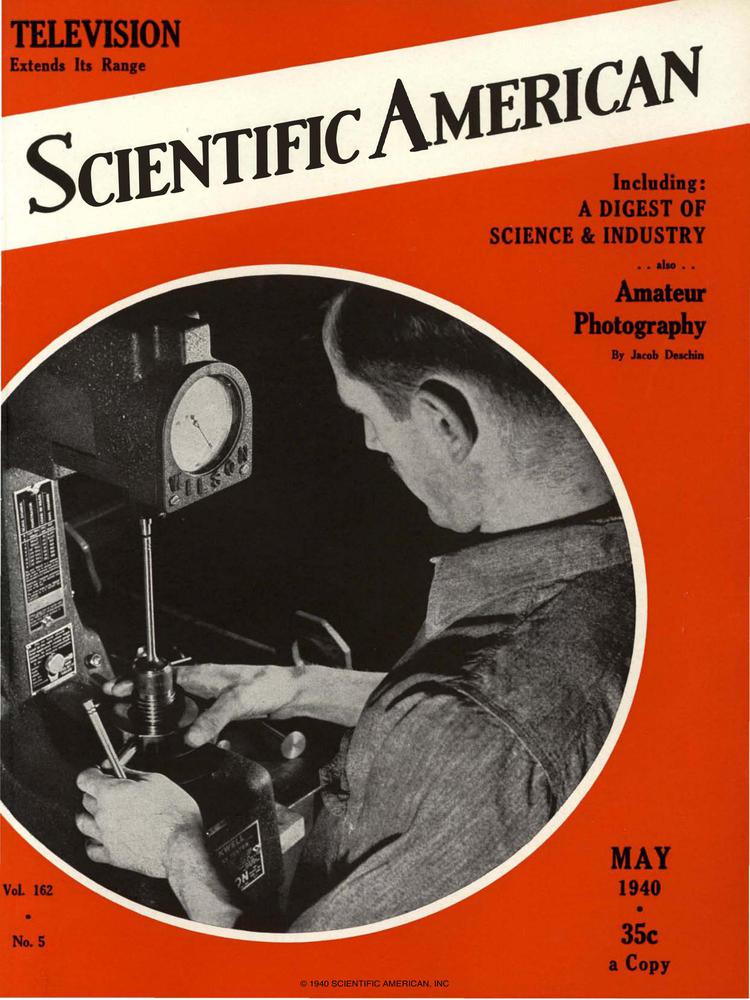 TELEVISION
Extends Its Range
SCIENTIFIC AMERICAN
Including:
A DIGEST OF
SCIENCE & INDUSTRY
. . also . .
Amateur
Photography
By Jacob Deschin
WILSON
Vol. 162
•
No. 5
MAY
1940
•
35c
a Copy
© 1940 SCIENTIFIC AMERICAN, INC